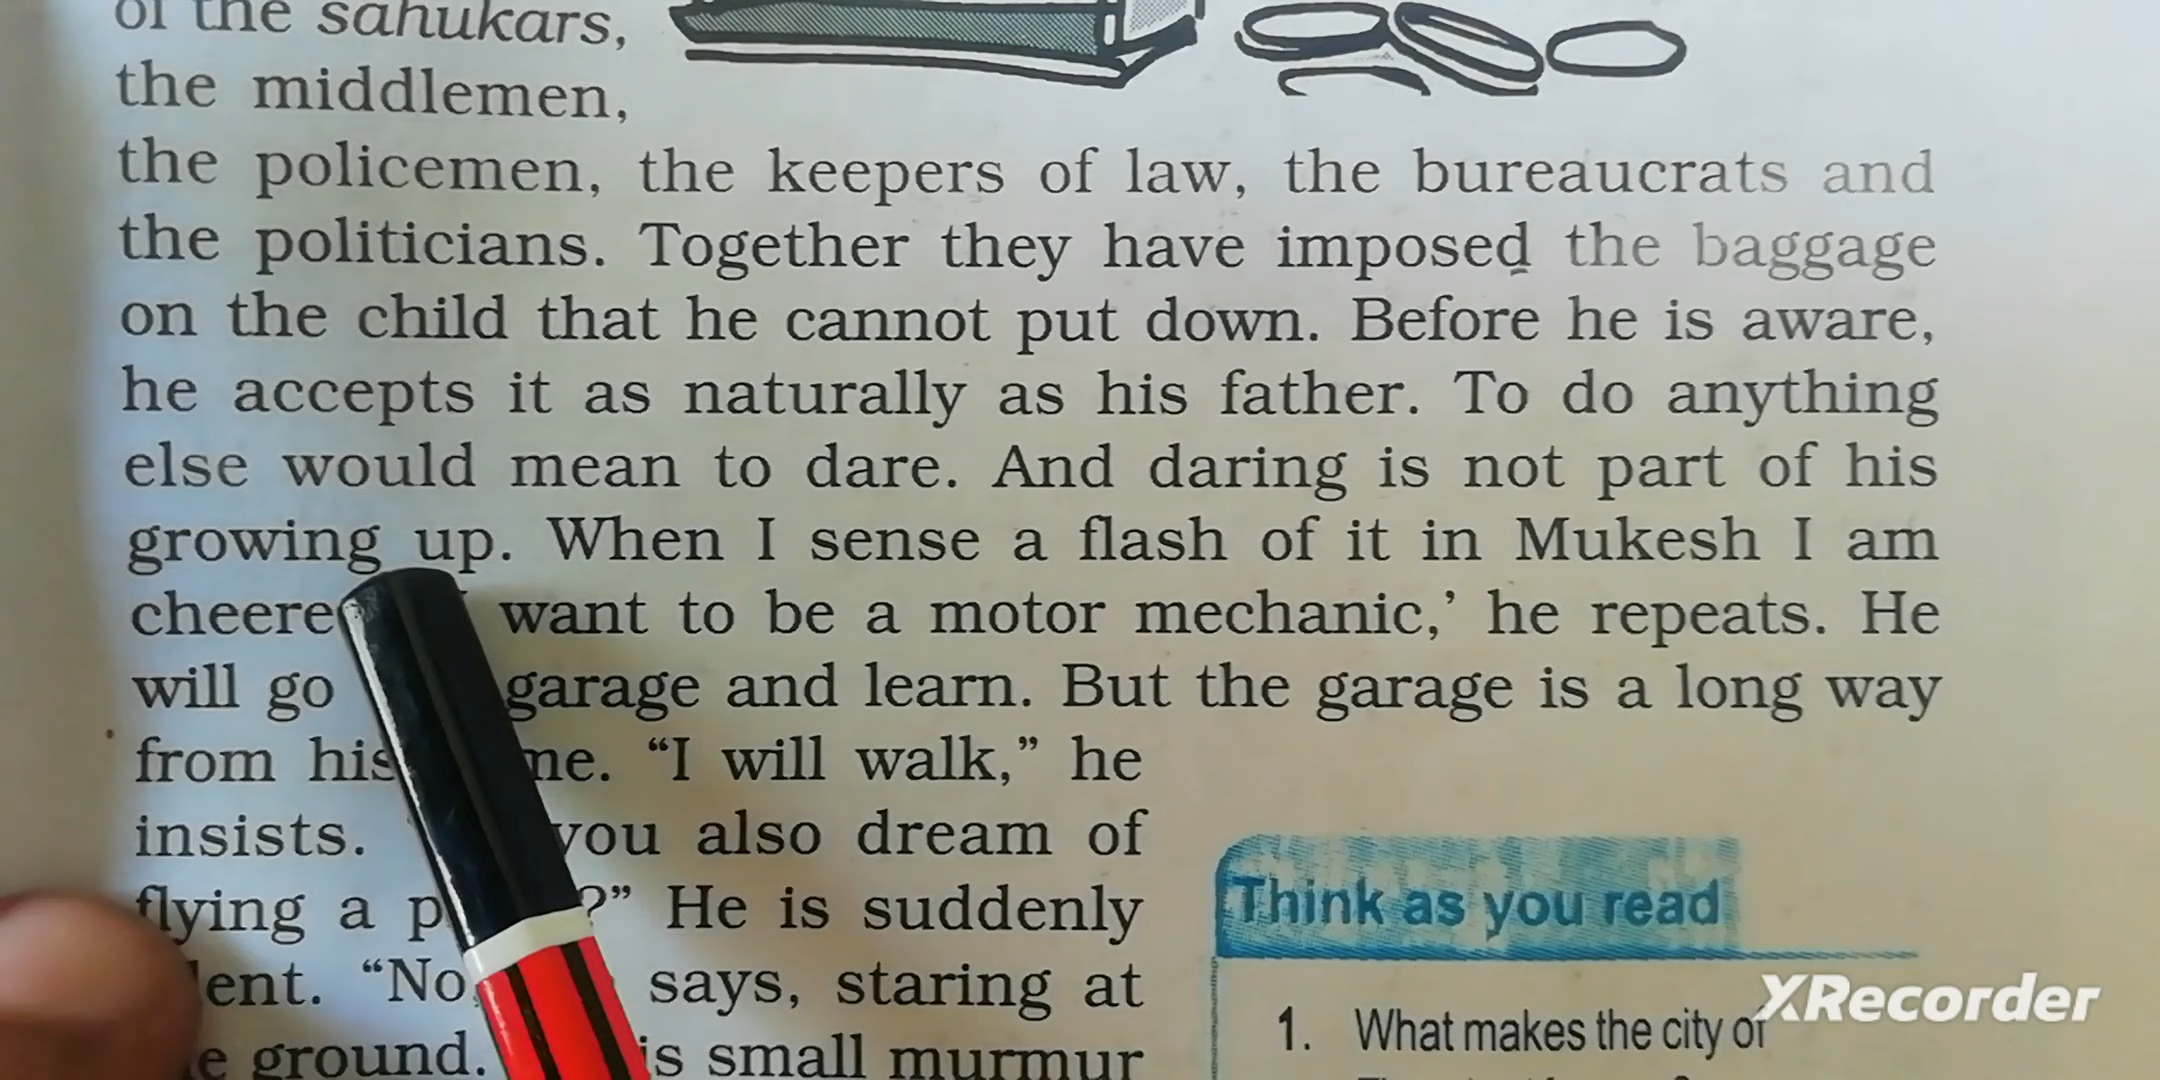 of the sahukars,
the middlemen,
the policemen, the keepers of law, the bureaucrats and
the politicians. Together they have imposed the baggage
on the child that he cannot put down. Before he is aware,
he accepts it as naturally as his father. To do anything
else would mean to dare. And daring is not part of his
growing up. When I sense a flash of it in Mukesh I am
want to be a motor mechanic,’ he repeats. He
will go garage and learn. But the garage is a long way
from his “I will walk,” he
insists. you also dream of
flying a ?” He is suddenly
“No says, staring at
ground. small murmur
Think as you read
1. What makes the city of
XRecorder